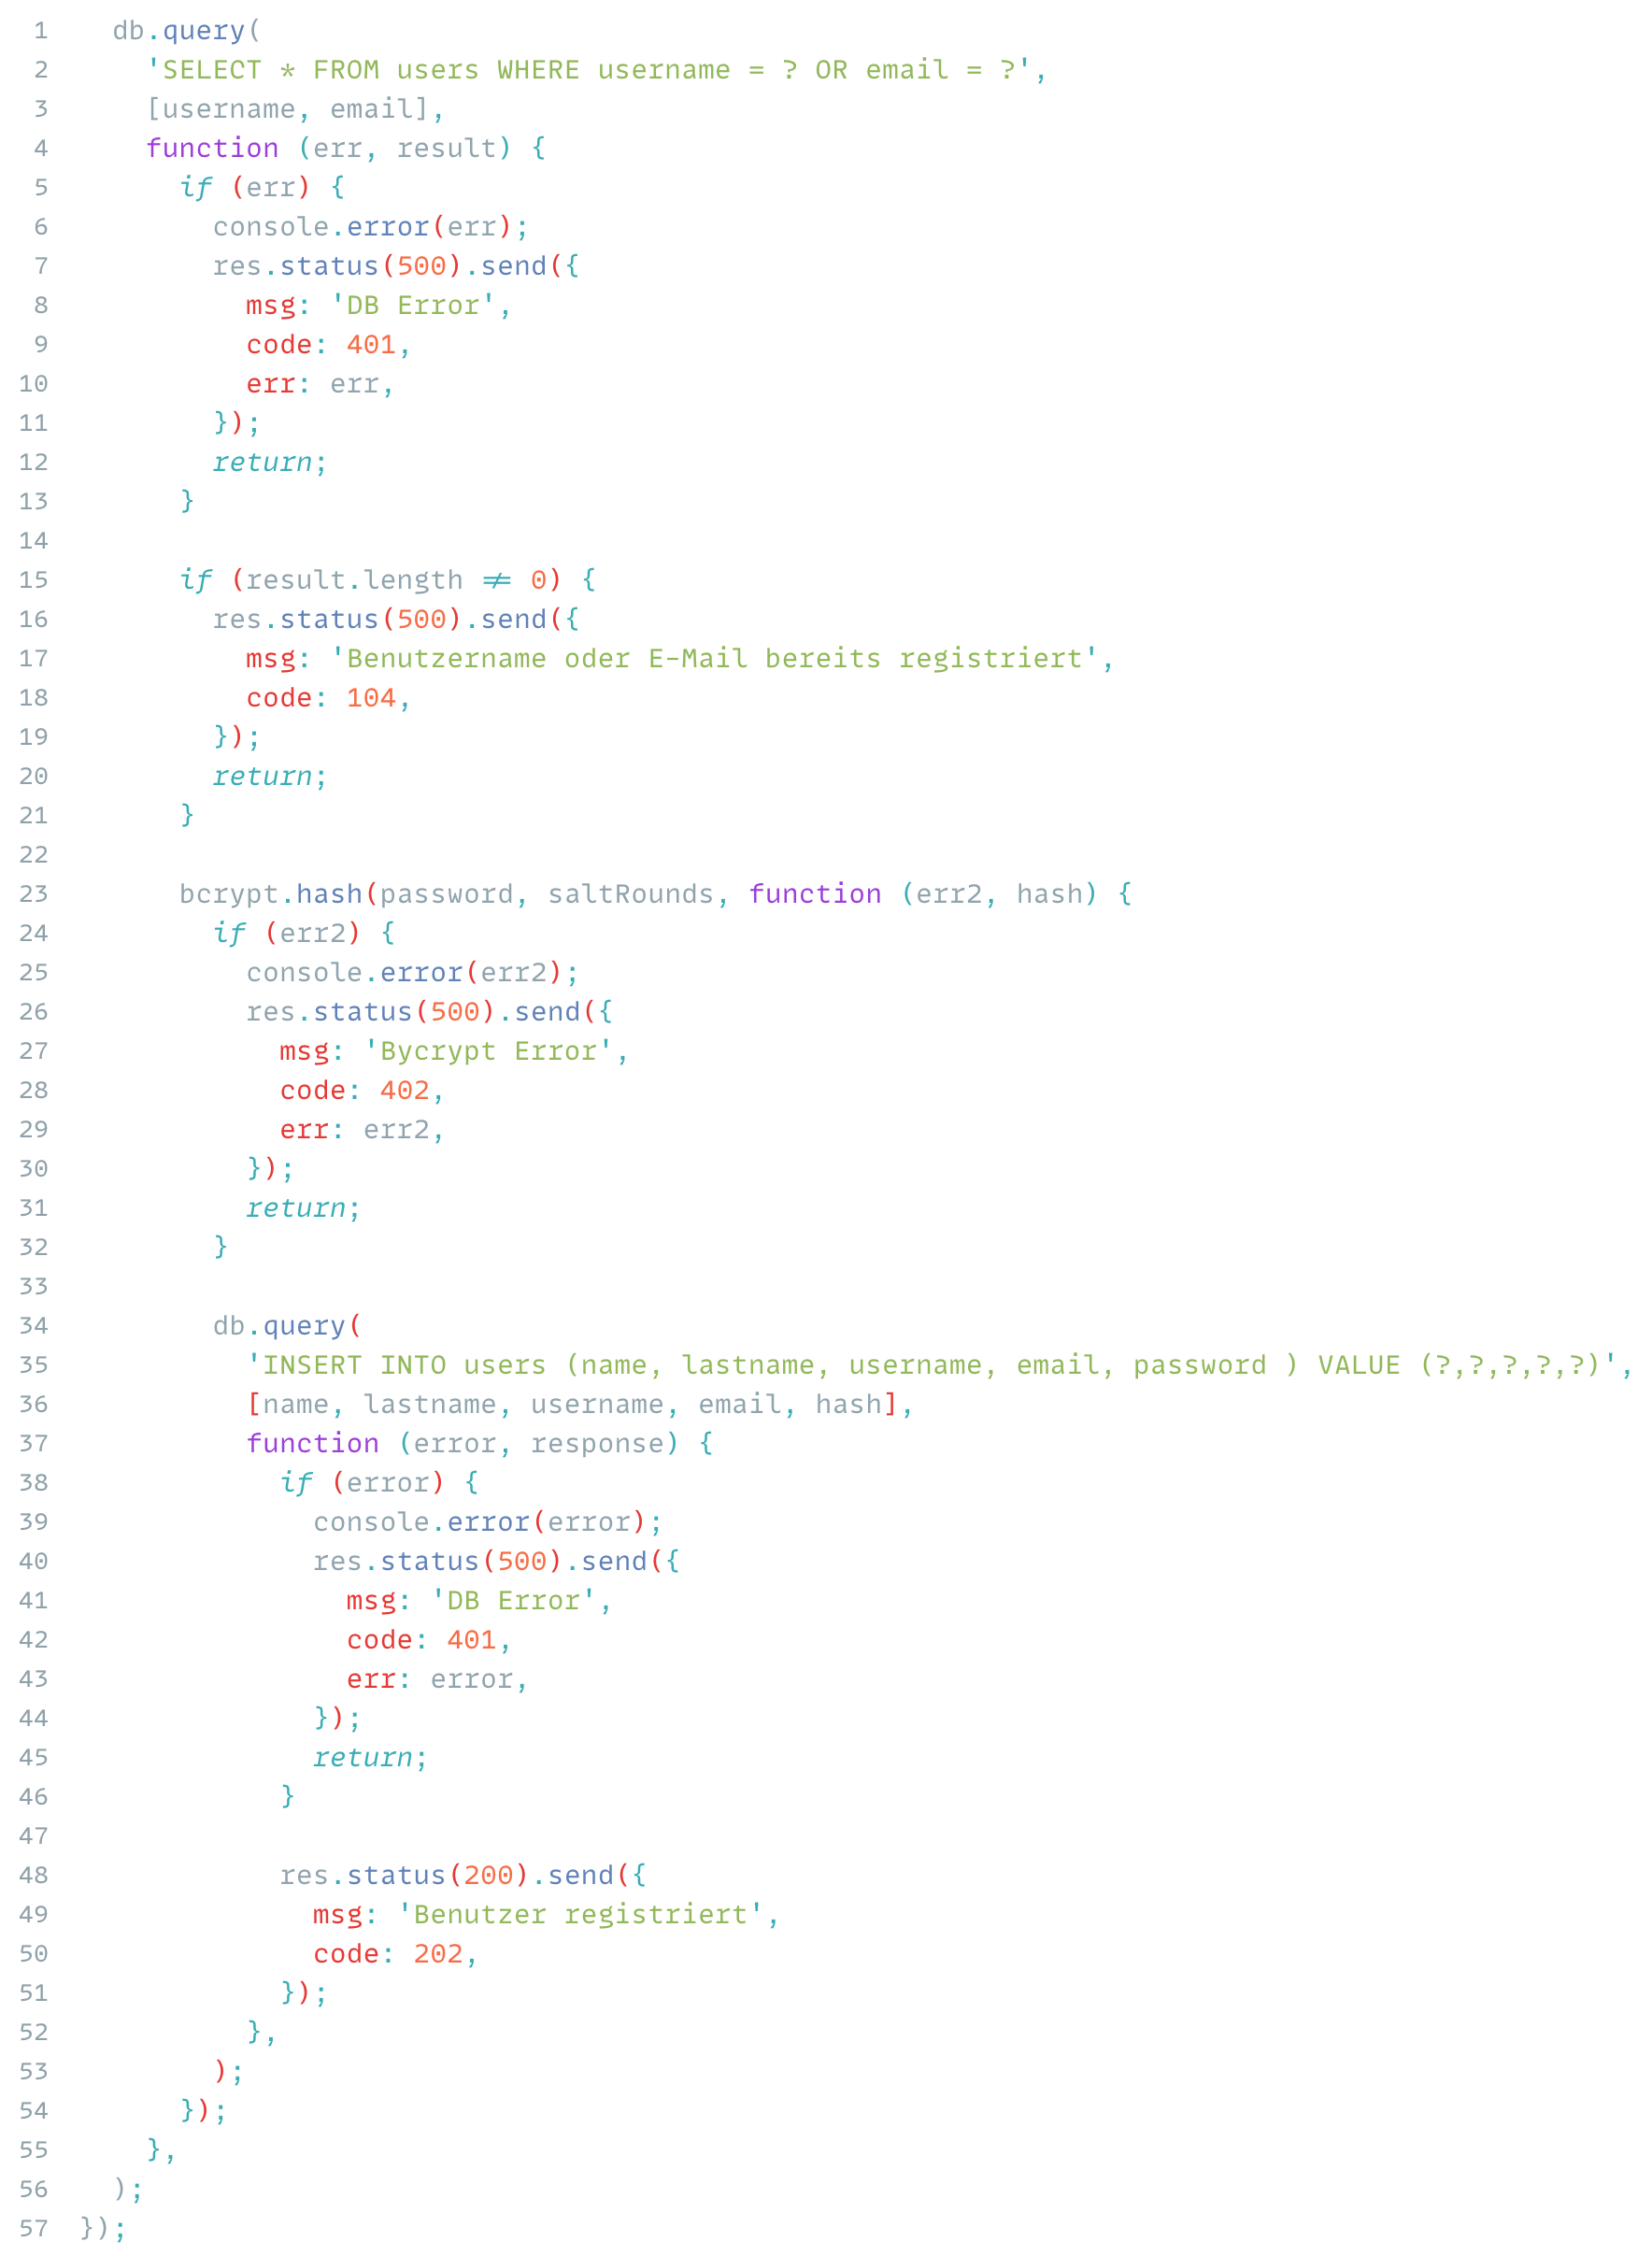 1 db.query(
2 'SELECT * FROM users WHERE username = ? OR email = ?',
3 [username, email],
4 function (err, result) {
5 if (err) {
6 console.error(err);
7 res.status(500).send({
8 msg: 'DB Error',
9 code: 401,
10 err: err,
11 });
12 return;
13 }
14
15 if (result.length != 0) {
16 res.status(500).send({
17 msg: 'Benutzername oder E-Mail bereits registriert',
18 code: 104,
19 });
20 return;
21 }
22
23 bcrypt.hash(password, saltRounds, function (err2, hash) {
24 if (err2) {
25 console.error(err2);
26 res.status(500).send({
27 msg: 'Bycrypt Error',
28 code: 402,
29 err: err2,
30 });
31 return;
32 }
33
34 db.query(
35 'INSERT INTO users (name, lastname, username, email, password ) VALUE (?,?,?,?,?)',
36 [name, lastname, username, email, hash],
37 function (error, response) {
38 if (error) {
39 console.error(error);
40 res.status(500).send({
41 msg: 'DB Error',
42 code: 401,
43 err: error,
44 });
45 return;
46 }
47
48 res.status(200).send({
49 msg: 'Benutzer registriert',
50 code: 202,
51 });
52 },
53 );
54 });
55 },
56 );
57 });